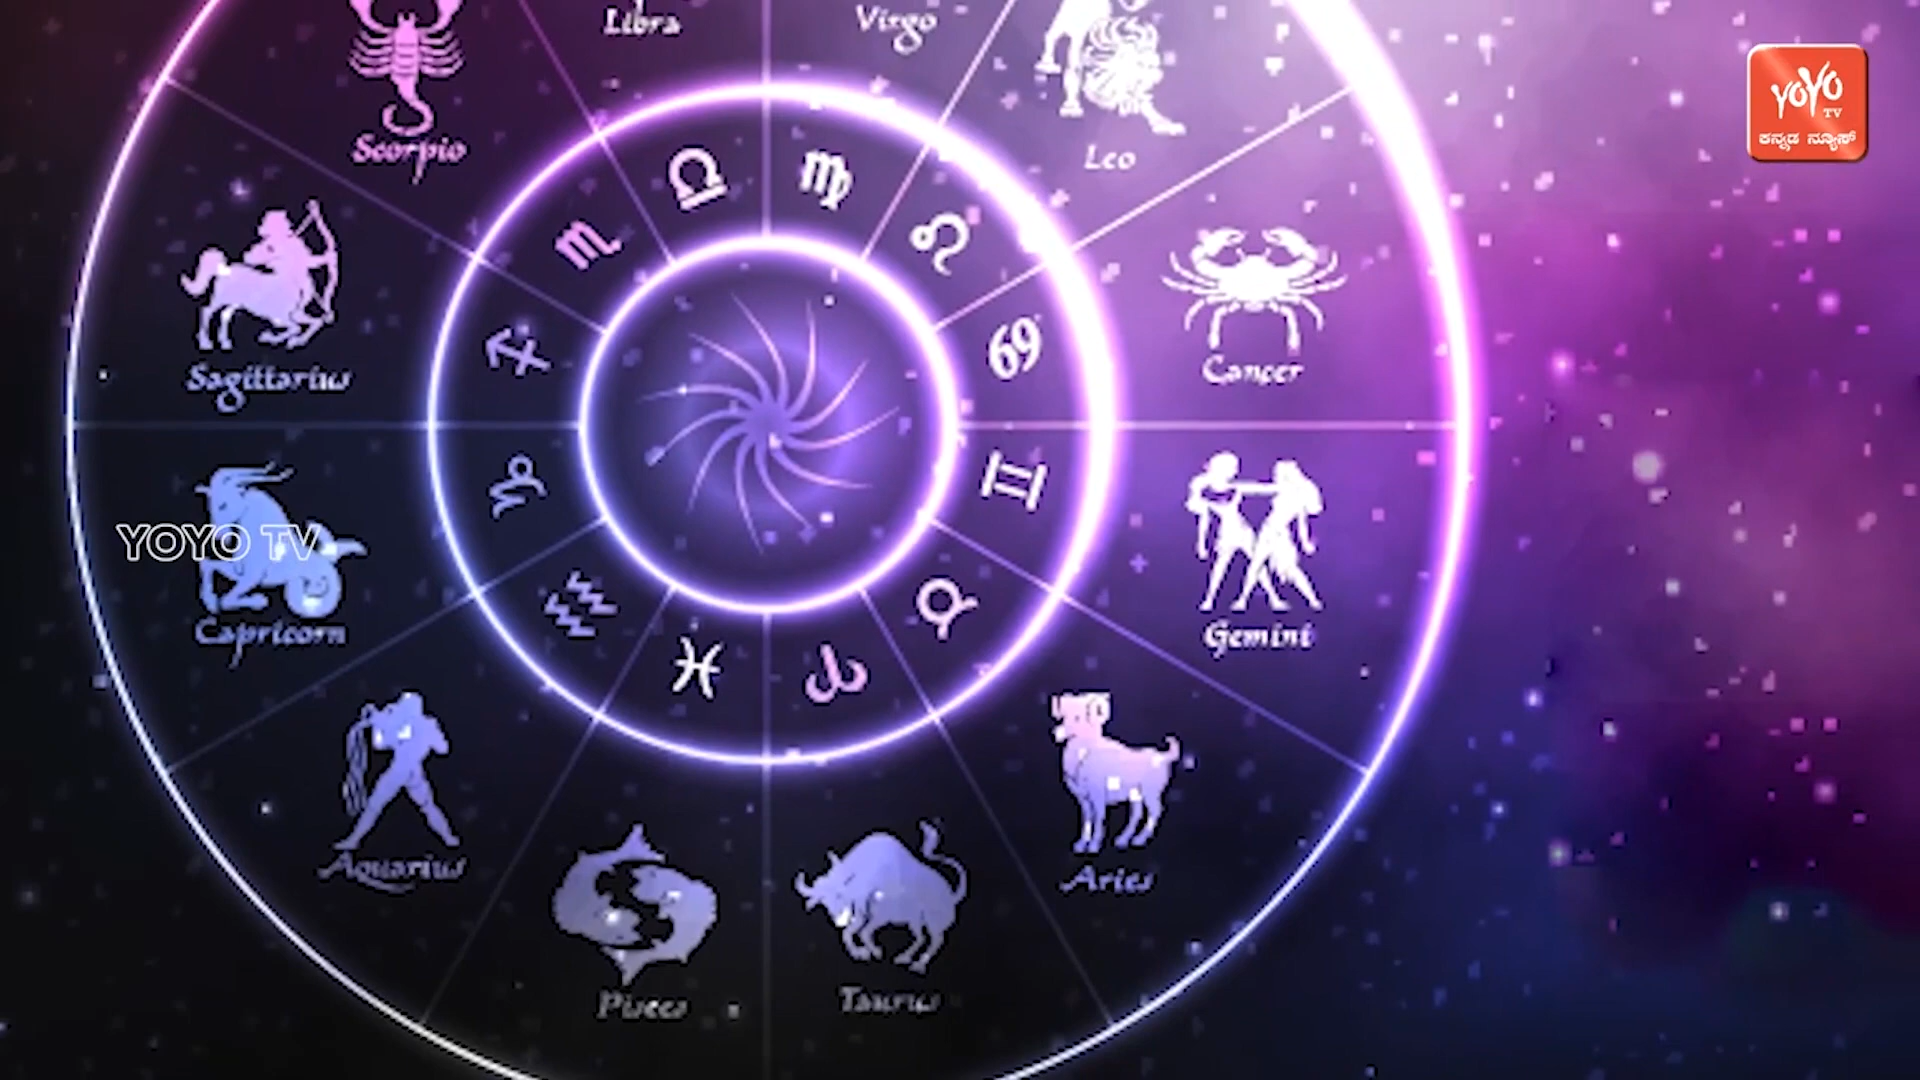 Libra
Virgo
Scorpio
Leo
YOYO
TV
ಕನ್ನಡ ನ್ಯೂಸ್
Sagittarius
Cancer
YOYO TV
Capricorn
Gemini
Aquarius
Aries
Pisces
Taurus